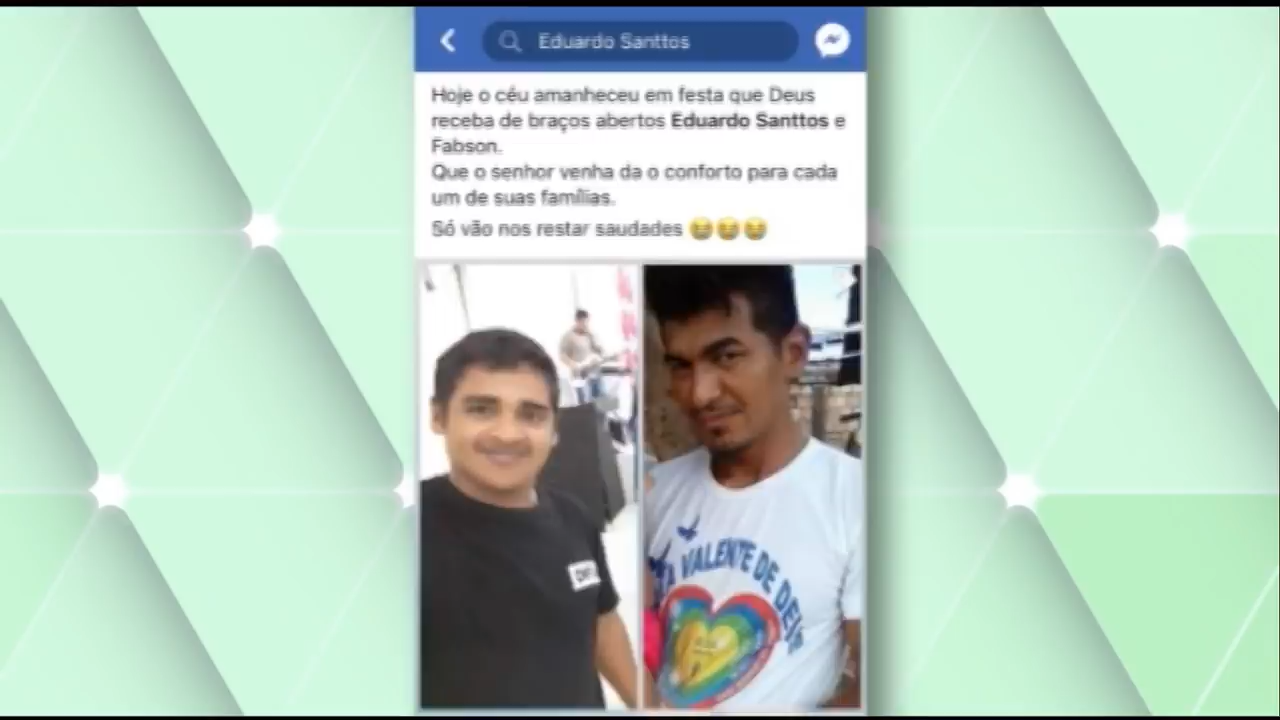 Eduardo Santtos
Hoje o céu amanheceu em festa que Deus
receba de braços abertos Eduardo Santtos e
Fabson.
Que o senhor venha da o conforto para cada
um de suas famílias.
Só vão nos restar saudades 😭😭😭
VALENTE DE DEUS